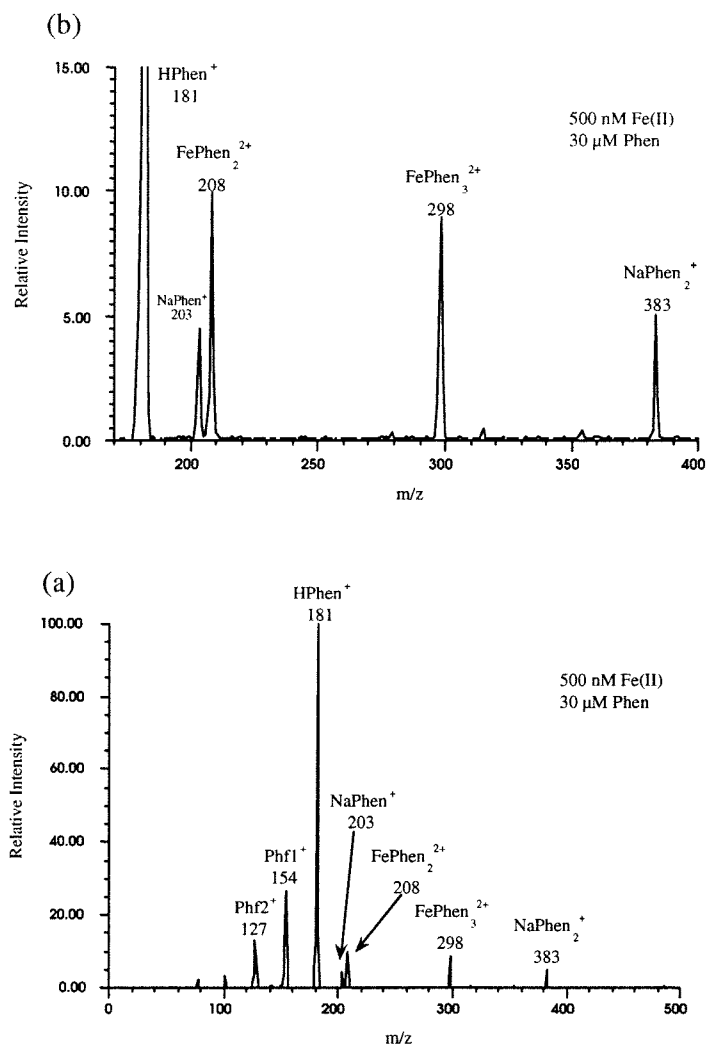 (b)
15.00
HPhen+
181
500 nM Fe(II)
30 µM Phen
FePhen2 2+
208
FePhen3 2+
298
10.00
Relative Intensity
NaPhen+
203
NaPhen2+
383
5.00
0.00
200 250 300 350 400
m/z
(a)
HPhen+
181
100.00
500 nM Fe(II)
30 µM Phen
80.00
Relative Intensity
60.00
NaPhen+
203
40.00
Phf1+
154
FePhen2 2+
208
Phf2+
127
FePhen3 2+
298
NaPhen2+
383
20.00
0.00
0 100 200 300 400 500
m/z